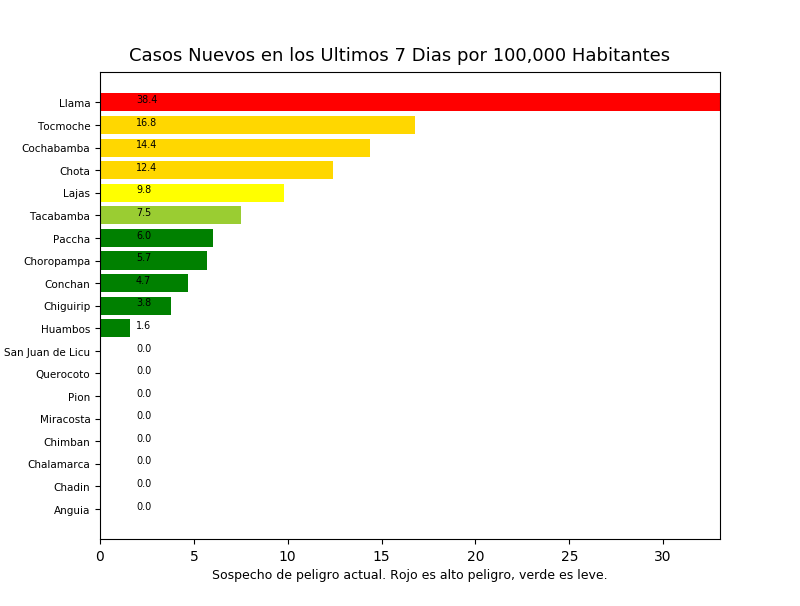 Casos Nuevos en los Ultimos 7 Dias por 100,000 Habitantes
Llama 38.4
Tocmoche 16.8
Cochabamba 14.4
Chota 12.4
Lajas 9.8
Tacabamba 7.5
Paccha 6.0
Choropampa 5.7
Conchan 4.7
Chiguirip 3.8
Huambos 1.6
San Juan de Licu 0.0
Querocoto 0.0
Pion 0.0
Miracosta 0.0
Chimban 0.0
Chalamarca 0.0
Chadin 0.0
Anguia 0.0
0 5 10 15 20 25 30
Sospecho de peligro actual. Rojo es alto peligro, verde es leve.